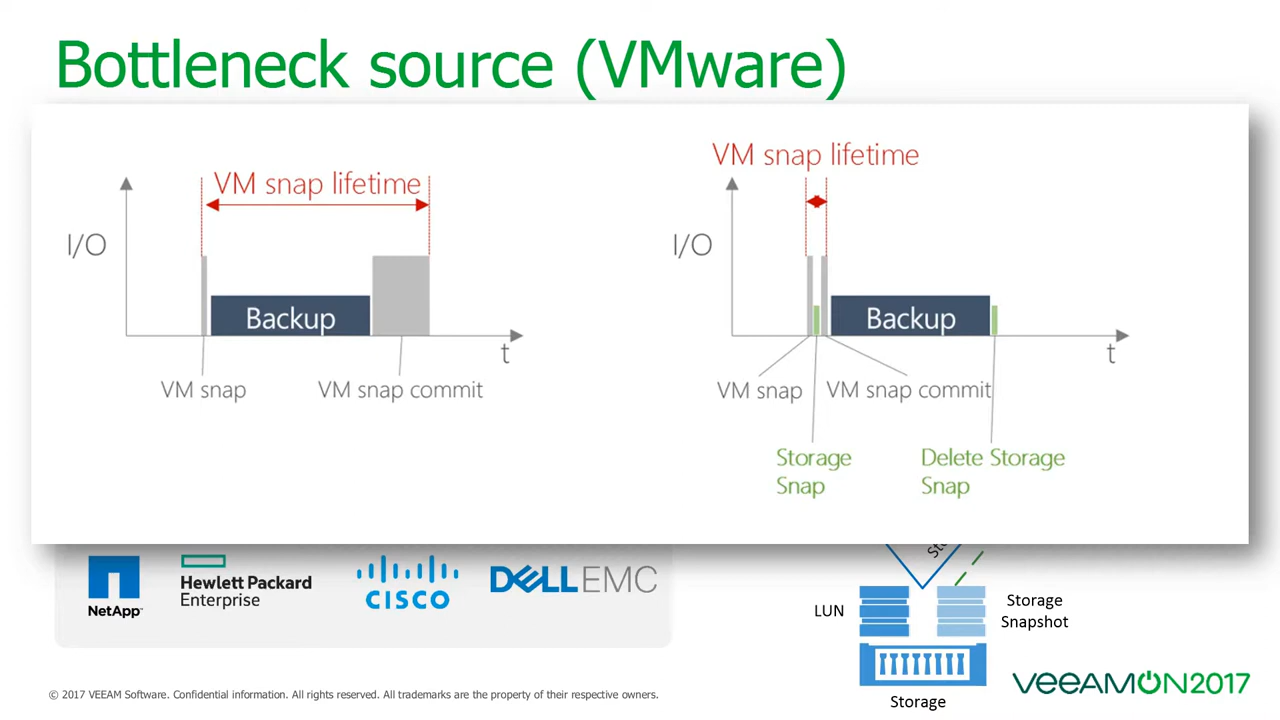 Bottleneck source (VMware)
VM snap lifetime
I/O
Backup
t
VM snap
VM snap commit
VM snap lifetime
I/O
Backup
t
VM snap
VM snap commit
Storage
Snap
Delete Storage
Snap
NetApp
Hewlett Packard
Enterprise
CISCO
DELLEMC
LUN
Storage
Snapshot
Storage
© 2017 VEEAM Software. Confidential information. All rights reserved. All trademarks are the property of their respective owners.
VEEAMON2017